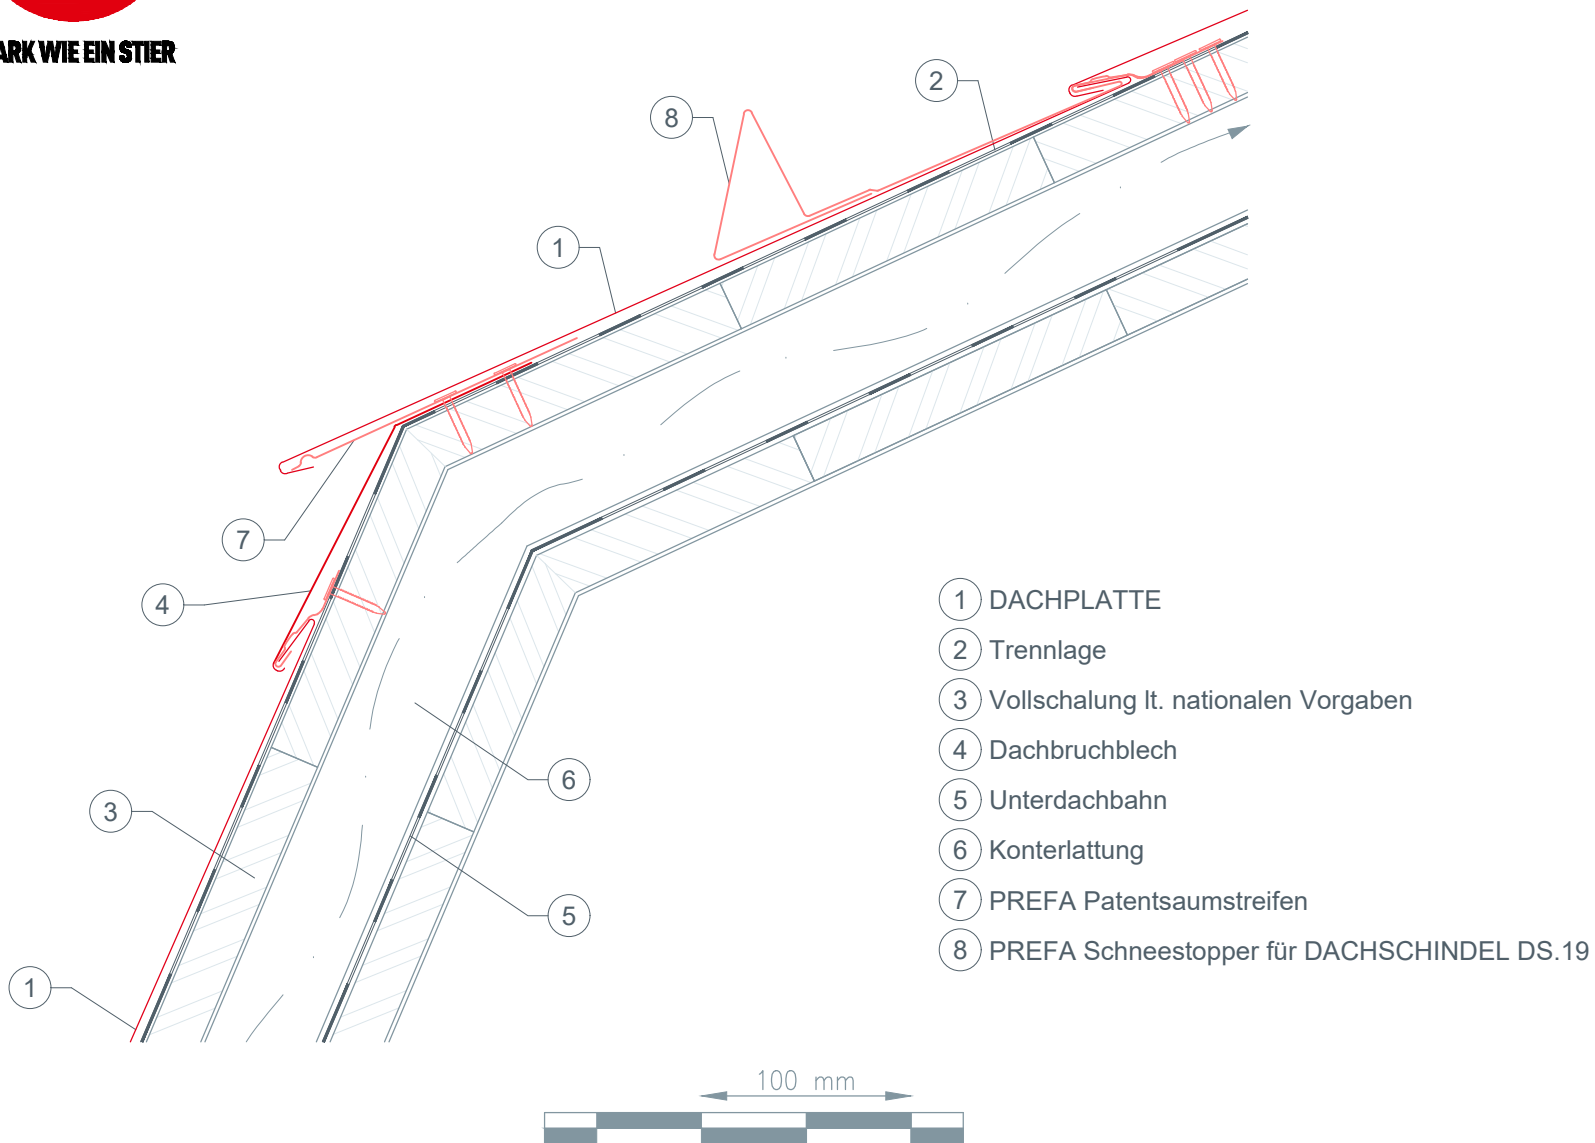 ARK WIE EIN STIER
2
8
1
7
4
3
6
5
1
1 DACHPLATTE
2 Trennlage
3 Vollschalung lt. nationalen Vorgaben
4 Dachbruchblech
5 Unterdachbahn
6 Konterlattung
7 PREFA Patentsaumstreifen
8 PREFA Schneestopper für DACHSCHINDEL DS.19
100 mm